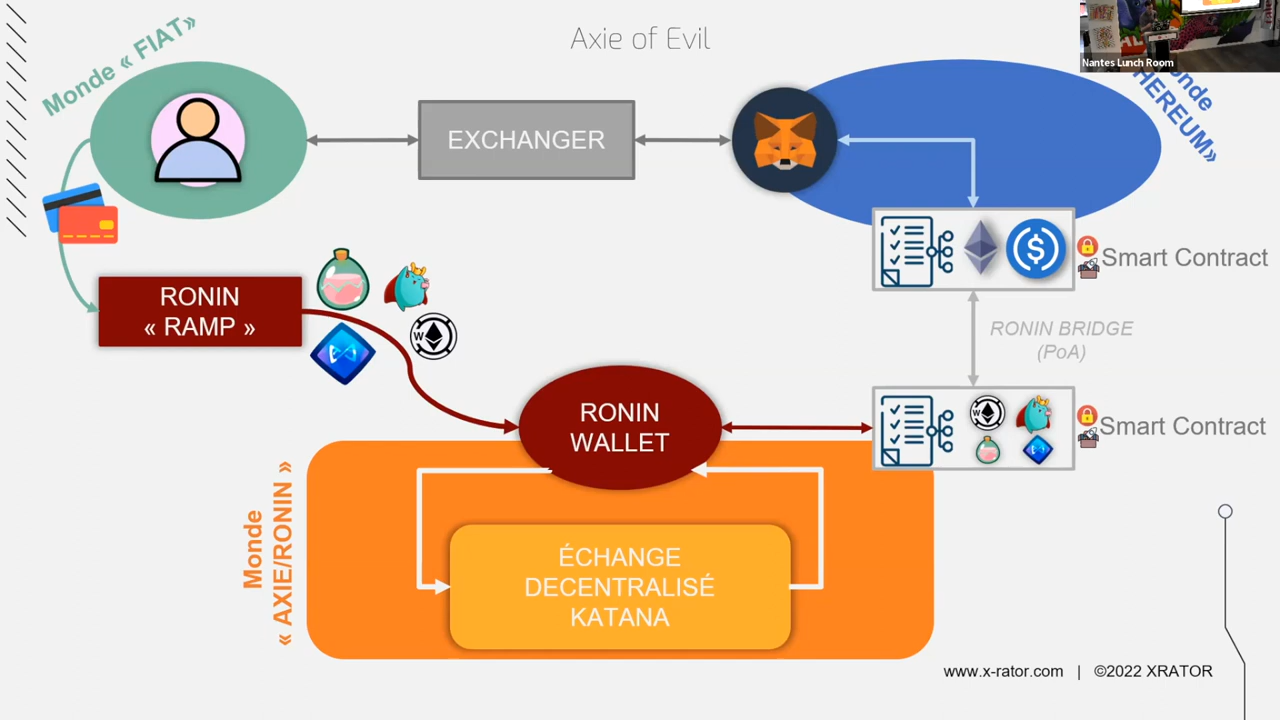 Axie of Evil
Nantes Lunch Room
Monde « FIAT»
EXCHANGER
HEREUM»
Smart Contract
RONIN
« RAMP »
RONIN BRIDGE
(PoA)
RONIN
WALLET
Smart Contract
Monde
« AXIE/RONIN »
ÉCHANGE
DECENTRALISÉ
KATANA
www.x-rator.com | ©2022 XRATOR